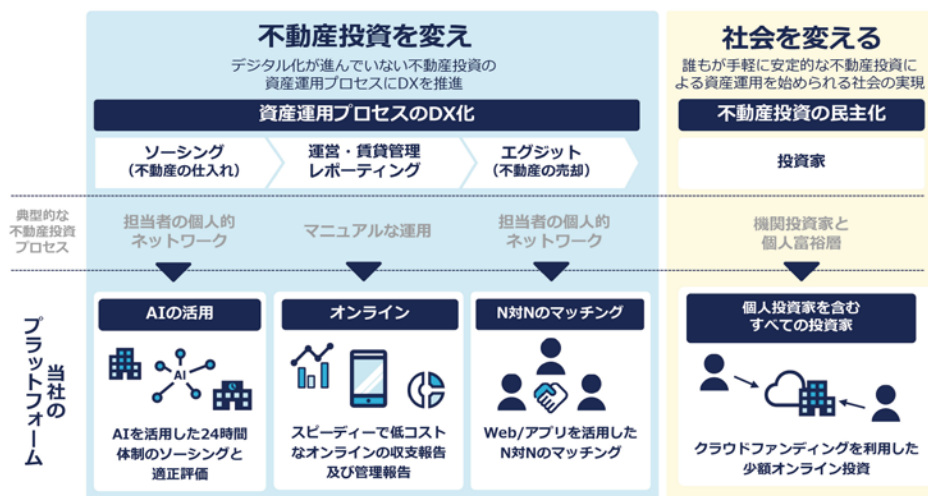 不動産投資を変え
デジタル化が進んでいない不動産投資の
資産運用プロセスにDXを推進
資産運用プロセスのDX化
ソーシング
(不動産の仕入れ)
運営・賃貸管理
レポーティング
エグジット
(不動産の売却)
社会を変える
誰もが手軽に安定的な不動産投資に
よる資産運用を始められる社会の実現
不動産投資の民主化
投資家
典型的な
不動産投資
プロセス
担当者の個人的
ネットワーク
マニュアルな運用
担当者の個人的
ネットワーク
機関投資家と
個人富裕層
当社の
プラットフォーム
AIの活用
AI
AIを活用した24時間
体制のソーシングと
適正評価
オンライン
スピーディーで低コスト
なオンラインの収支報告
及び管理報告
N対Nのマッチング
Web/アプリを活用した
N対Nのマッチング
個人投資家を含む
すべての投資家
クラウドファンディングを利用した
少額オンライン投資